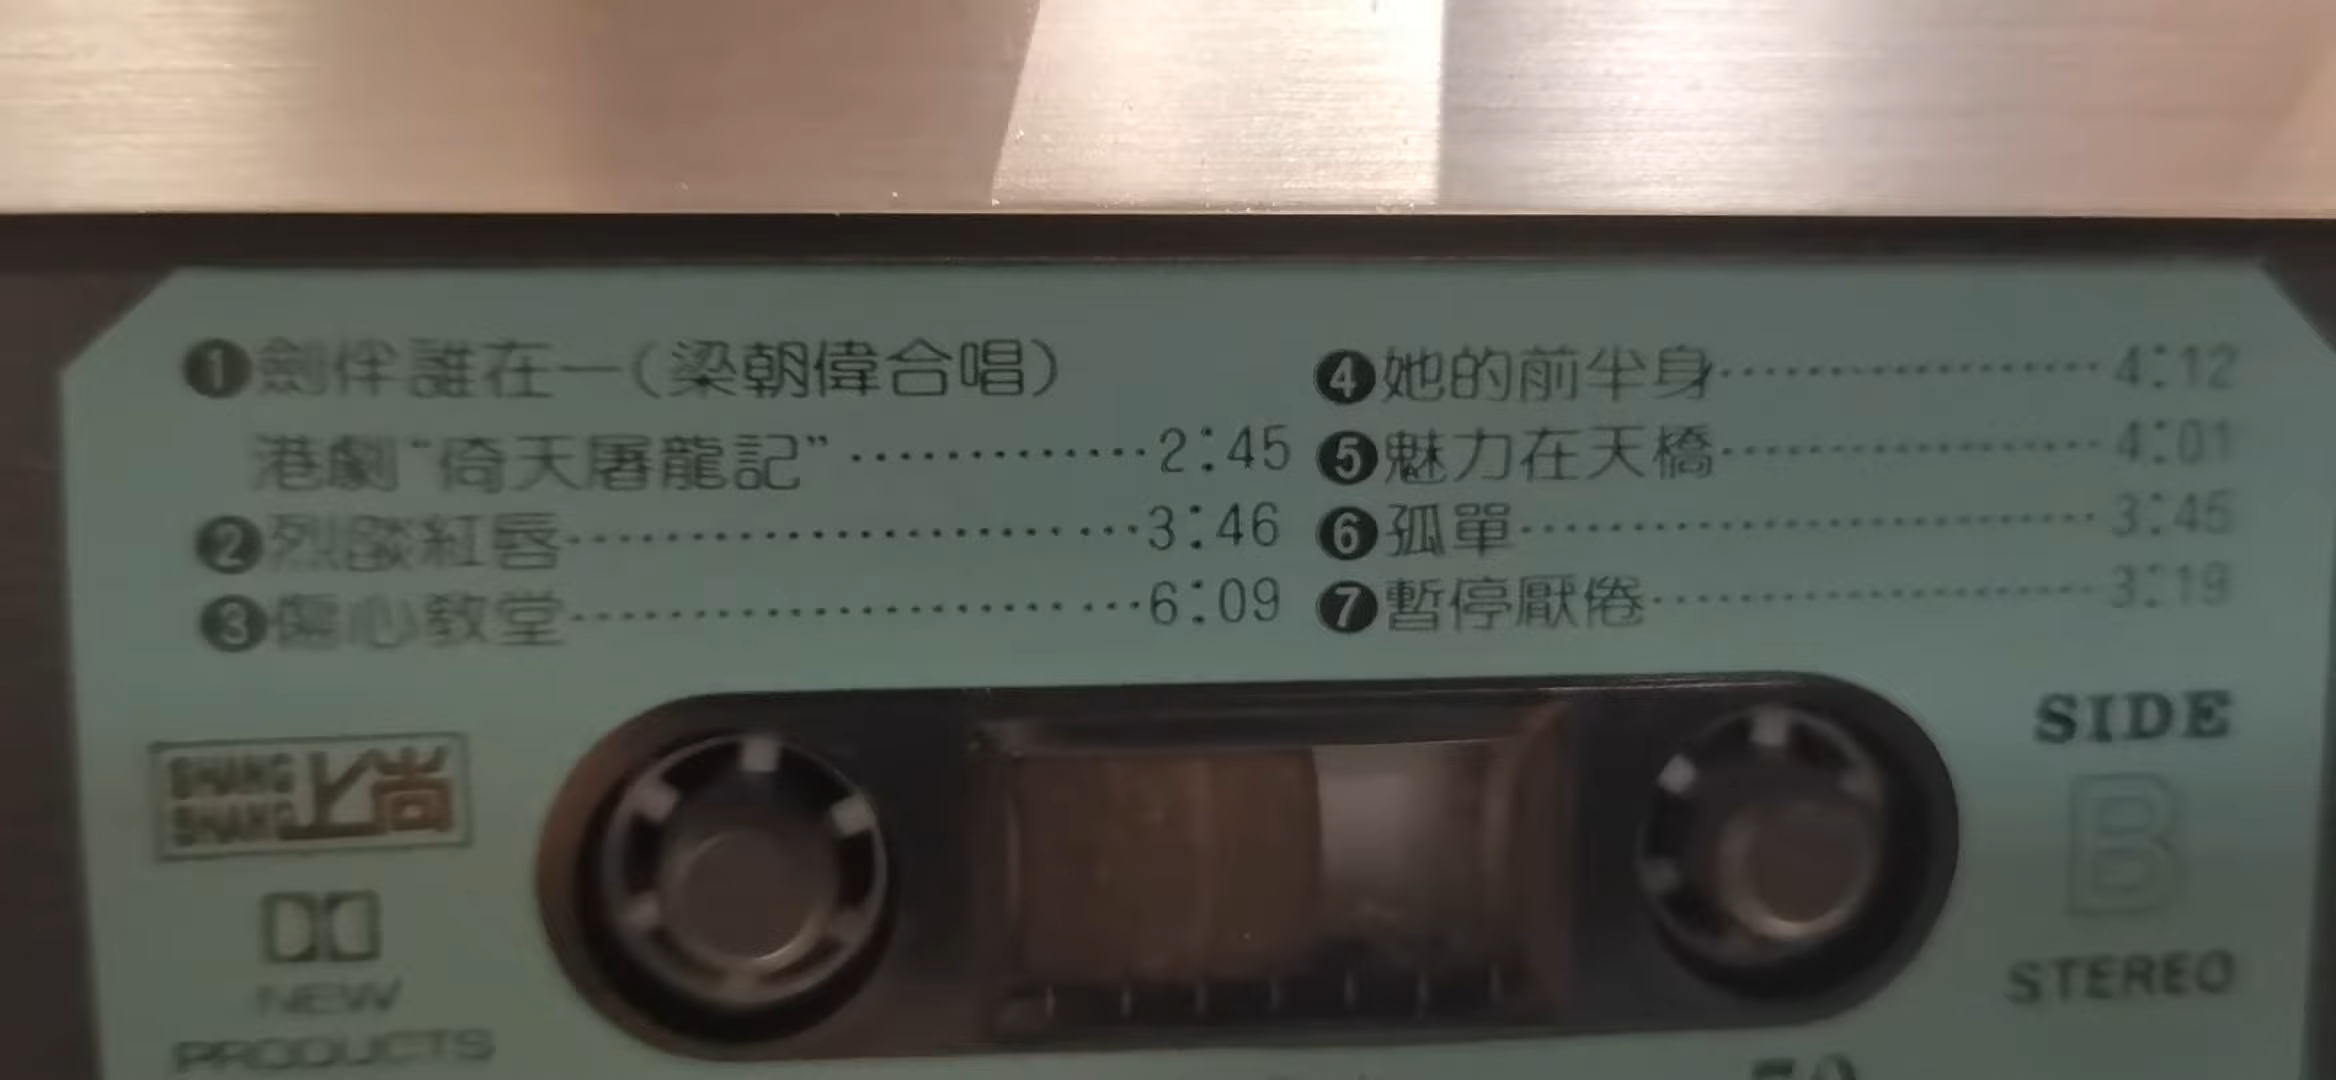 ❶劍伴誰在一(梁朝偉合唱)
港劇“倚天屠龍記”·············2:45
❷烈燄紅唇·······················3:46
❸傷心教堂·······················6:09
❹她的前半身···················4:12
❺魅力在天橋···················4:01
❻孤單·····························3:45
❼暫停厭倦·······················3:19
SHANG
SHANG
上尚
NEW
PRODUCTS
SIDE
B
STEREO